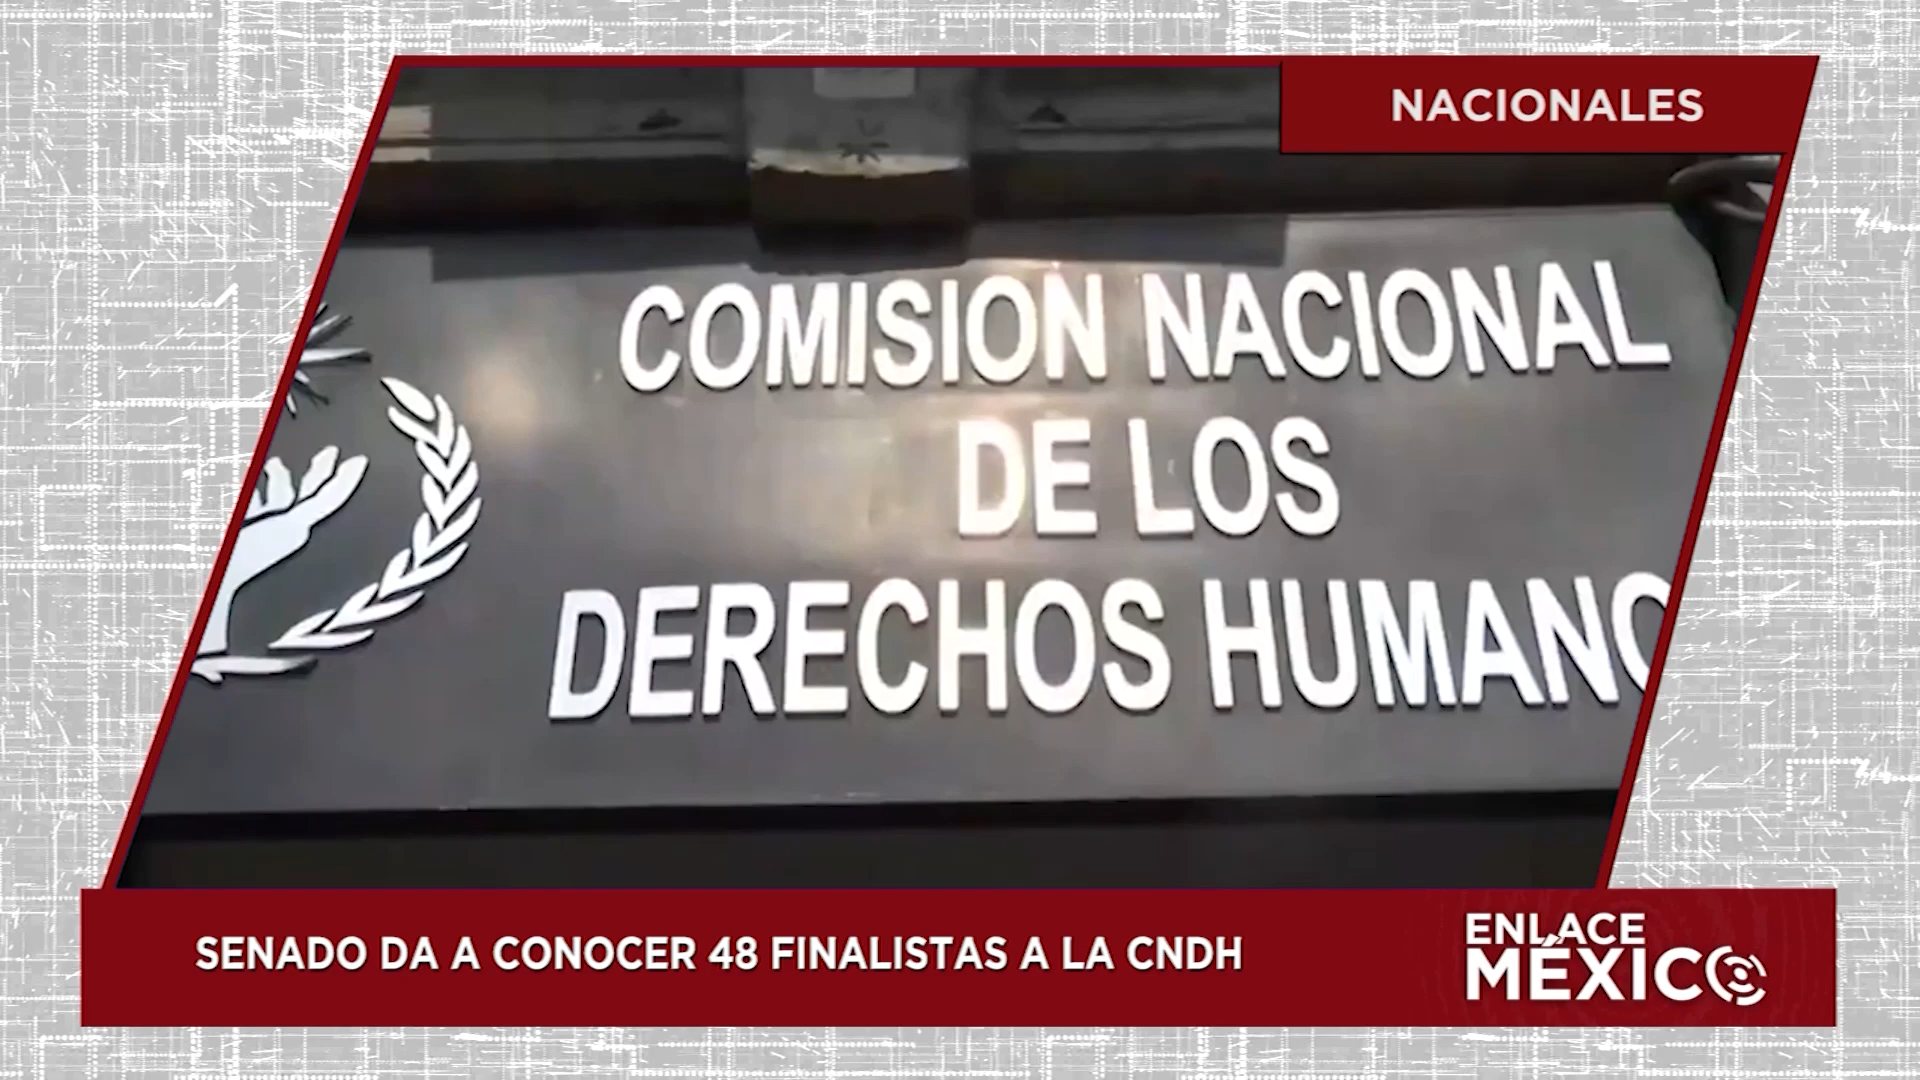 NACIONALES
COMISION NACIONAL
DE LOS
DERECHOS HUMANO
SENADO DA A CONOCER 48 FINALISTAS A LA CNDH
ENLACE
MÉXICO